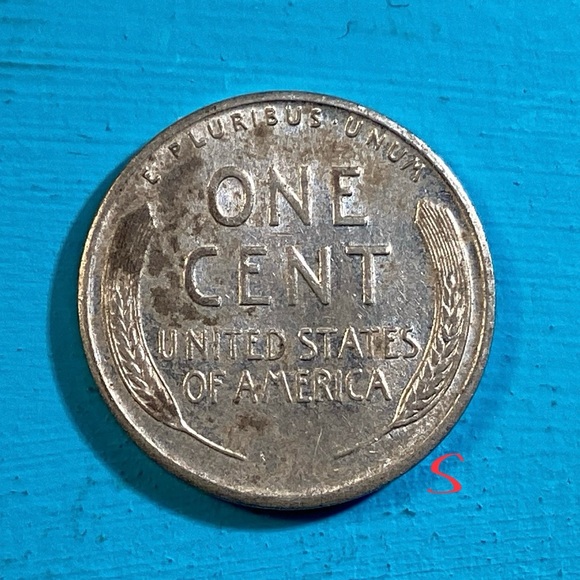 E·PLURIBUS·UNUM
ONE
CENT
UNITED STATES
OF AMERICA
S